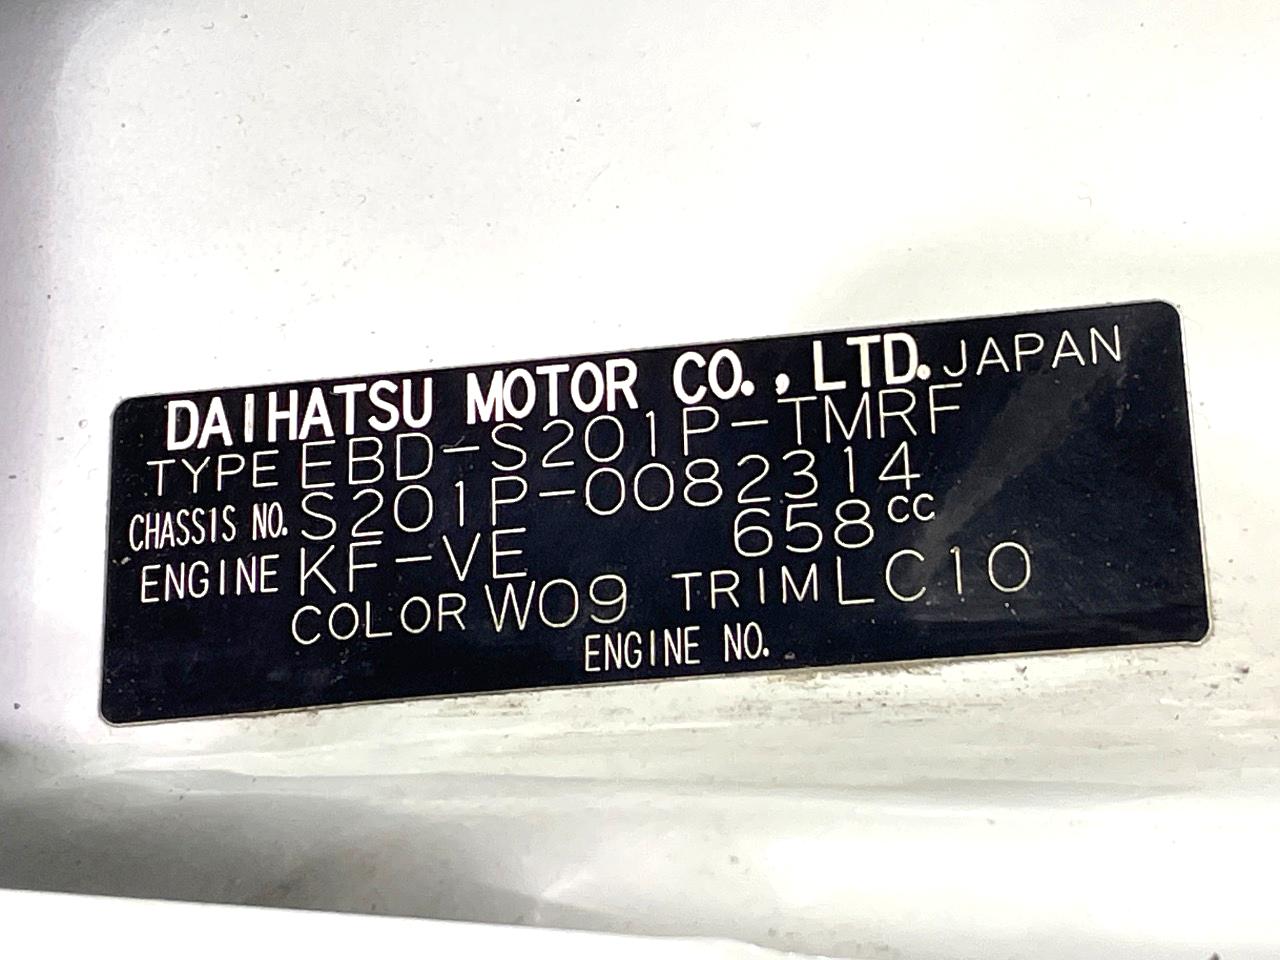 DAIHATSU MOTOR CO., LTD. JAPAN
TYPE EBD-S201P-TMRF
CHASSIS NO. S201P-0082314
ENGINE KF-VE 658cc
COLOR W09 TRIM LC10
ENGINE NO.